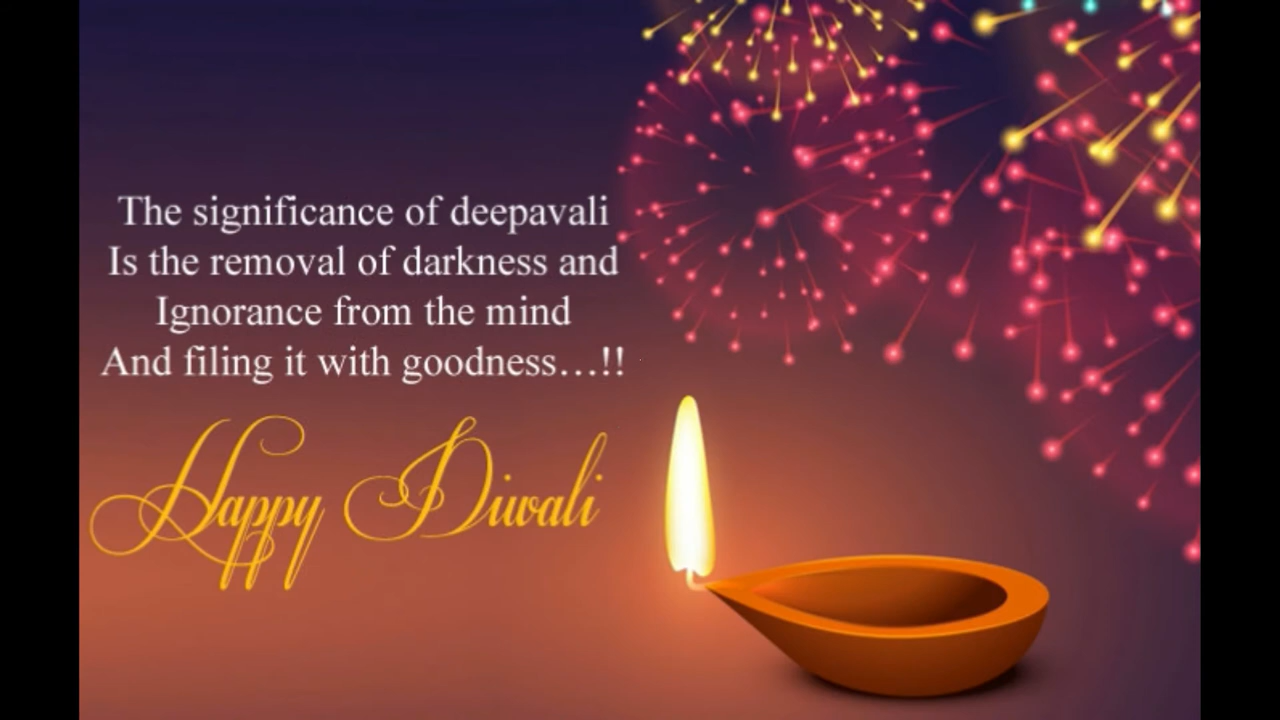 The significance of deepavali
Is the removal of darkness and
Ignorance from the mind
And filing it with goodness...!!
Happy Diwali